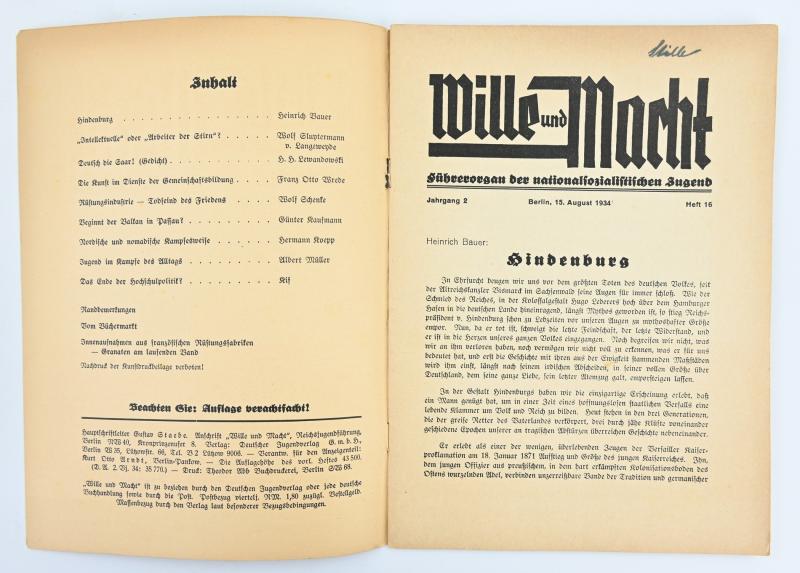 Inhalt
Hindenburg . . . . . . . . . . . . . . . Heinrich Bauer
„Intellektuelle" oder „Arbeiter der Stirn"? . . . . . Wolf Sluytermann
v. Langeweyde
Deutsch die Saar! (Gedicht) . . . . . . . . . . . H. H. Lewandowski
Die Kunst im Dienste der Gemeinschaftsbildung . . . . Franz Otto Wrede
Rüstungsindustrie — Todfeind des Friedens . . . . Wolf Schenke
Beginnt der Balkan in Passau? . . . . . . . . . Günter Kaufmann
Nordische und nomadische Kampfesweise . . . . . . Hermann Koepp
Jugend im Kampfe des Alltags . . . . . . . . . . Albert Müller
Das Ende der Hochschulpolitik? . . . . . . . . . Kif
Randbemerkungen
Vom Büchermarkt
Innenaufnahmen aus französischen Rüstungsfabriken
— Granaten am laufenden Band
Nachdruck der Kunstdruckbeilage verboten!
Beachten Sie: Auflage verachtfacht!
Hauptschriftleiter Gustav Staebe. Anschrift „Wille und Macht", Reichsjugendführung,
Berlin NW 40, Kronprinzenufer 8. Verlag: Deutscher Jugendverlag G. m. b. H.,
Berlin W 35, Lützowstr. 66, Tel. B 2 Lützow 9006. — Verantw. für den Anzeigenteil:
Kurt Otto Arndt, Berlin-Pankow. — Die Auflagehöhe des vorl. Heftes 43 500.
(D. A. 2. Vj. 34: 35 770.) — Druck: Theodor Abb Buchdruckerei, Berlin SW 68.
„Wille und Macht" ist zu beziehen durch den Deutschen Jugendverlag oder jede deutsche
Buchhandlung sowie durch die Post. Postbezug viertelj. RM. 1,80 zuzügl. Bestellgeld.
Massenbezug durch den Verlag laut besonderer Bezugsbedingungen.
Wille und Macht
Führerorgan der nationalsozialistischen Jugend
Jahrgang 2 Berlin, 15. August 1934 Heft 16
Heinrich Bauer:
Hindenburg
In Ehrfurcht beugen wir uns vor dem größten Toten des deutschen Volkes, seit
der Altreichskanzler Bismarck im Sachsenwald seine Augen für immer schloß. Wie der
Schmied des Reiches, in der Kolossalgestalt Hugo Lederers hoch über dem Hamburger
Hafen in die deutschen Lande hineinragend, längst Mythos geworden ist, so stieg Reichs-
präsident v. Hindenburg schon zu Lebzeiten vor unseren Augen zu mythoshafter Größe
empor. Nun, da er tot ist, schweigt die letzte Feindschaft, der letzte Widerstand, und
er ist in die Herzen unseres ganzen Volkes eingegangen. Noch begreifen wir nicht, was
wir an ihm verloren haben, noch vermögen wir nicht voll zu erkennen, was er für uns
bedeutet hat, und erst die Geschichte mit ihren aus der Ewigkeit stammenden Maßstäben
wird ihm einst, längst nach seinem irdischen Abscheiden, in seiner vollen Größe über
Deutschland, dem seine ganze Liebe, sein letzter Atemzug galt, emporsteigen lassen.
In der Gestalt Hindenburgs haben wir die einzigartige Erscheinung erlebt, daß
ein Mann genügt hat, um in einer Zeit eines hoffnungslosen staatlichen Verfalls eine
lebende Klammer um Volk und Reich zu bilden. Heut stehen in den drei Generationen,
die der greise Retter des Vaterlandes verkörpert, drei durch jähe Klüfte voneinander
geschiedene Epochen unserer an tragischen Abstürzen überreichen Geschichte nebeneinander.
Er erlebt als einer der wenigen, überlebenden Zeugen der Versailler Kaiser-
proklamation am 18. Januar 1871 Aufstieg und Größe des jungen Kaiserreiches. Ihn,
dem jungen Offizier aus preußischem, in dem hart erkämpften Kolonisationsboden des
Ostens wurzelnden Adel, verbinden unzerreißbare Bande der Tradition und germanischer